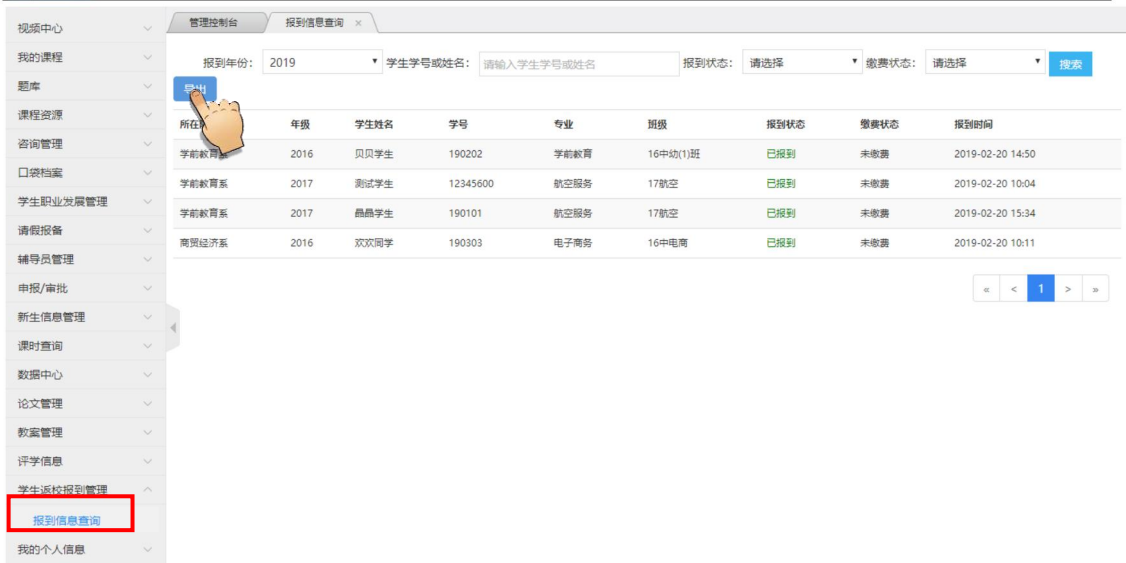 管理控制台 报到信息查询 ×
视频中心
我的课程
题库
课程资源
咨询管理
口袋档案
学生职业发展管理
请假报备
辅导员管理
申报/审批
新生信息管理
课时查询
数据中心
论文管理
教案管理
评学信息
学生返校报到管理
报到信息查询
我的个人信息
报到年份: 2019 学生学号或姓名: 请输入学生学号或姓名 报到状态: 请选择 缴费状态: 请选择 搜索
导出
所在 年级 学生姓名 学号 专业 班级 报到状态 缴费状态 报到时间
学前教育系 2016 贝贝学生 190202 学前教育 16中幼(1)班 已报到 未缴费 2019-02-20 14:50
学前教育系 2017 测试学生 12345600 航空服务 17航空 已报到 未缴费 2019-02-20 10:04
学前教育系 2017 晶晶学生 190101 航空服务 17航空 已报到 未缴费 2019-02-20 15:34
商贸经济系 2016 欢欢同学 190303 电子商务 16中电商 已报到 未缴费 2019-02-20 10:11
« < 1 > »